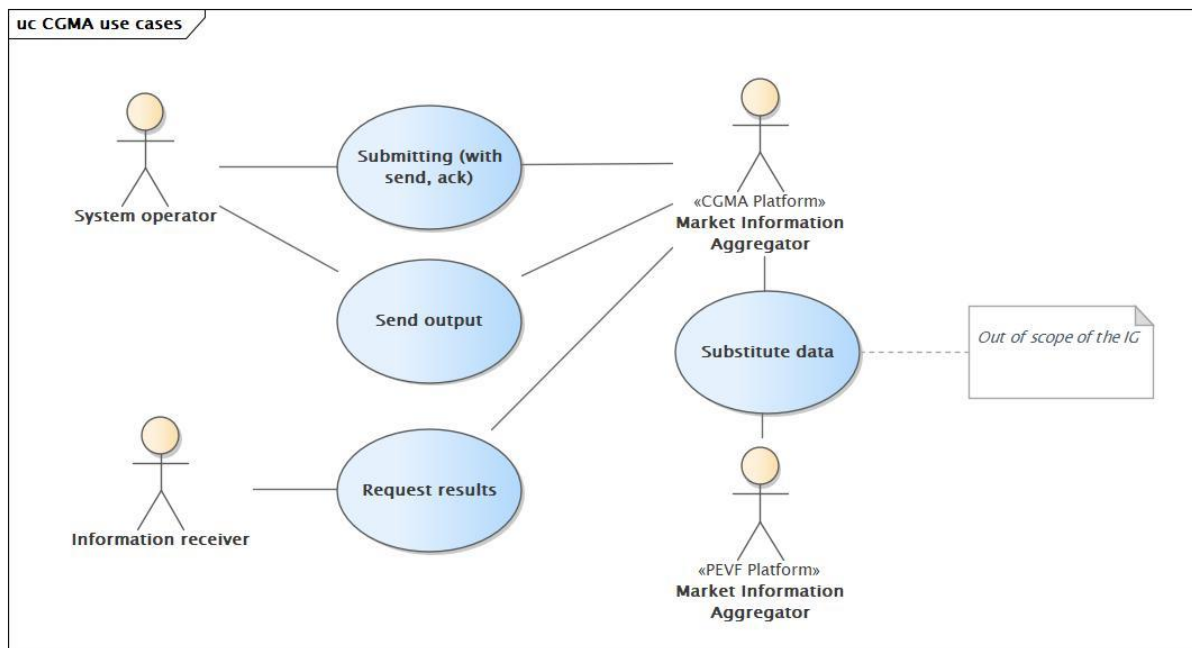 uc CGMA use cases
Submitting (with
send, ack)
System operator
«CGMA Platform»
Market Information
Aggregator
Send output
Substitute data
Out of scope of the IG
Request results
Information receiver
«PEVF Platform»
Market Information
Aggregator